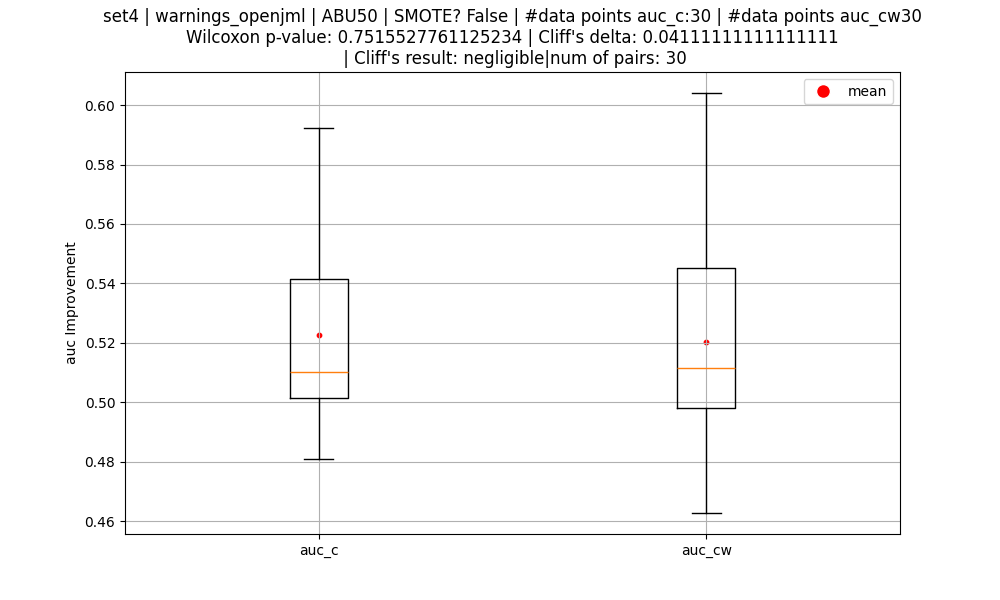 set4 | warnings_openjml | ABU50 | SMOTE? False | #data points auc_c:30 | #data points auc_cw30
Wilcoxon p-value: 0.7515527761125234 | Cliff's delta: 0.04111111111111111
| Cliff's result: negligible|num of pairs: 30
mean
auc Improvement
0.60
0.58
0.56
0.54
0.52
0.50
0.48
0.46
auc_c
auc_cw